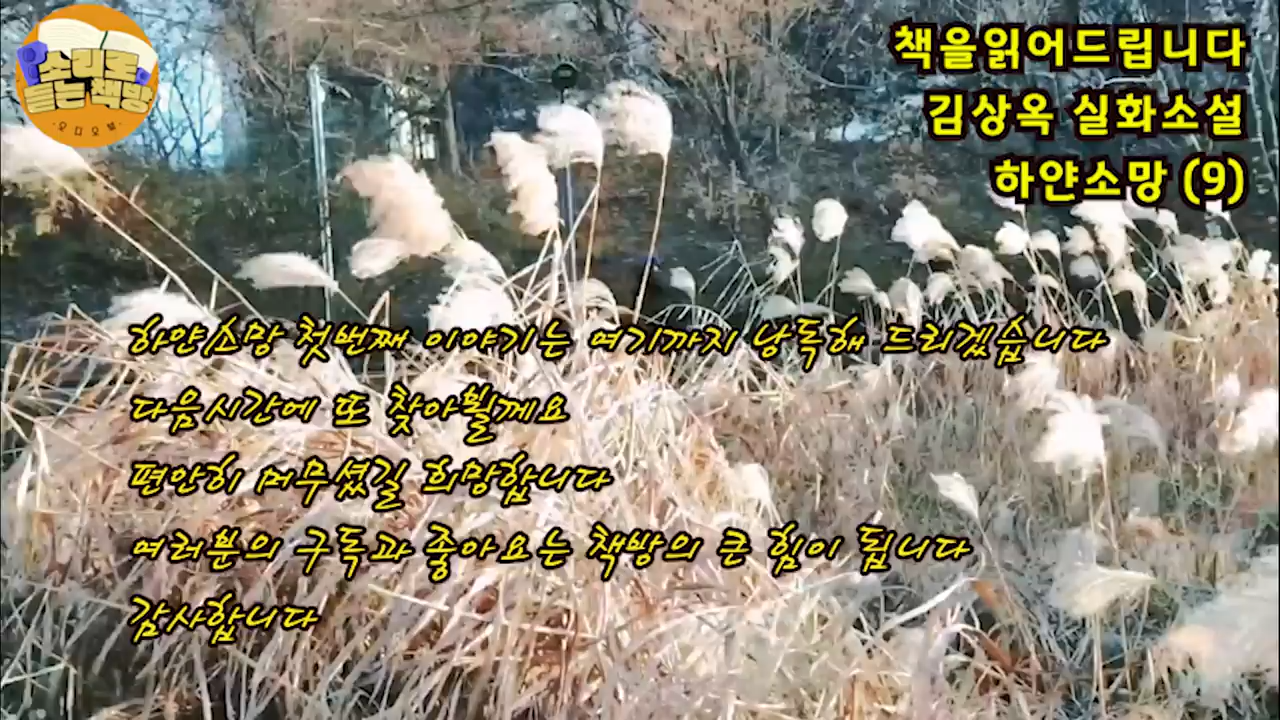 소리로
듣는 책방
·오디오북·
책을읽어드립니다
김상옥 실화소설
하얀소망 (9)
하얀소망 첫번째 이야기는 여기까지 낭독해 드리겠습니다
다음시간에 또 찾아뵐께요
편안히 머무셨길 희망합니다
여러분의 구독과 좋아요는 책방의 큰 힘이 됩니다
감사합니다